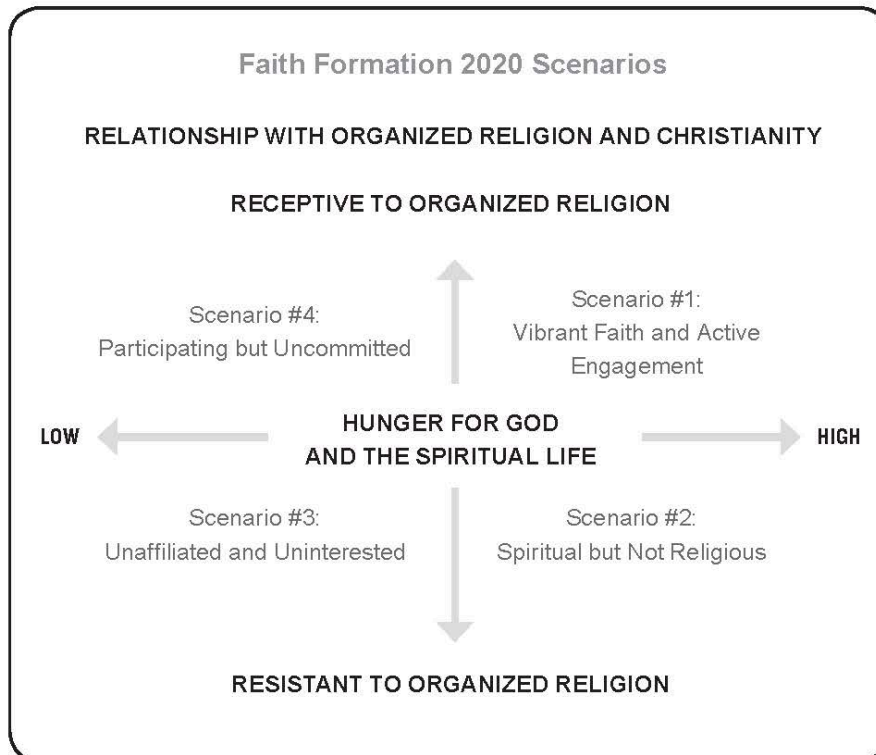 Faith Formation 2020 Scenarios
RELATIONSHIP WITH ORGANIZED RELIGION AND CHRISTIANITY
RECEPTIVE TO ORGANIZED RELIGION
Scenario #4:
Participating but Uncommitted
Scenario #1:
Vibrant Faith and Active
Engagement
LOW
HUNGER FOR GOD
AND THE SPIRITUAL LIFE
HIGH
Scenario #3:
Unaffiliated and Uninterested
Scenario #2:
Spiritual but Not Religious
RESISTANT TO ORGANIZED RELIGION